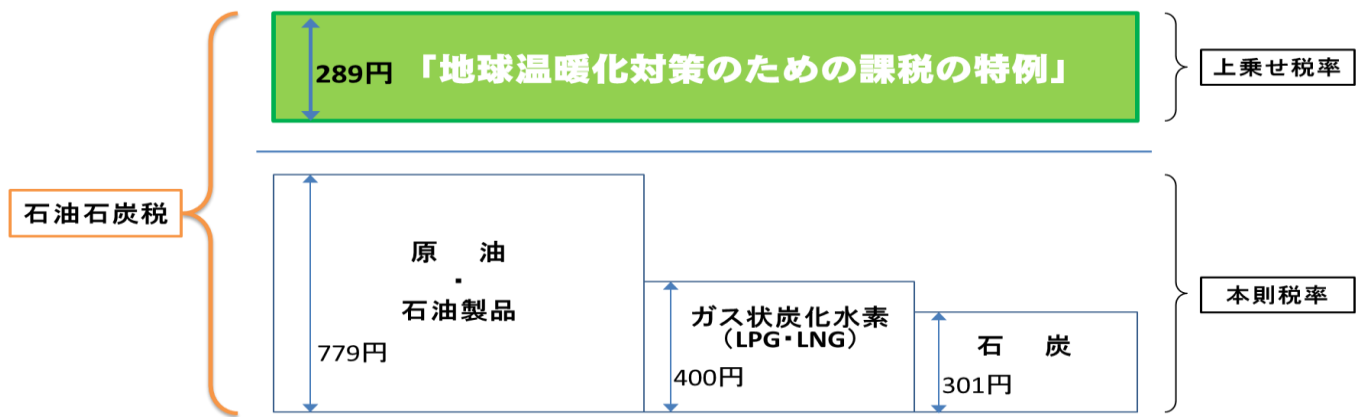 289円 「地球温暖化対策のための課税の特例」
上乗せ税率
石油石炭税
原　油
・
石油製品
779円
ガス状炭化水素
（LPG・LNG）
400円
石　炭
301円
本則税率